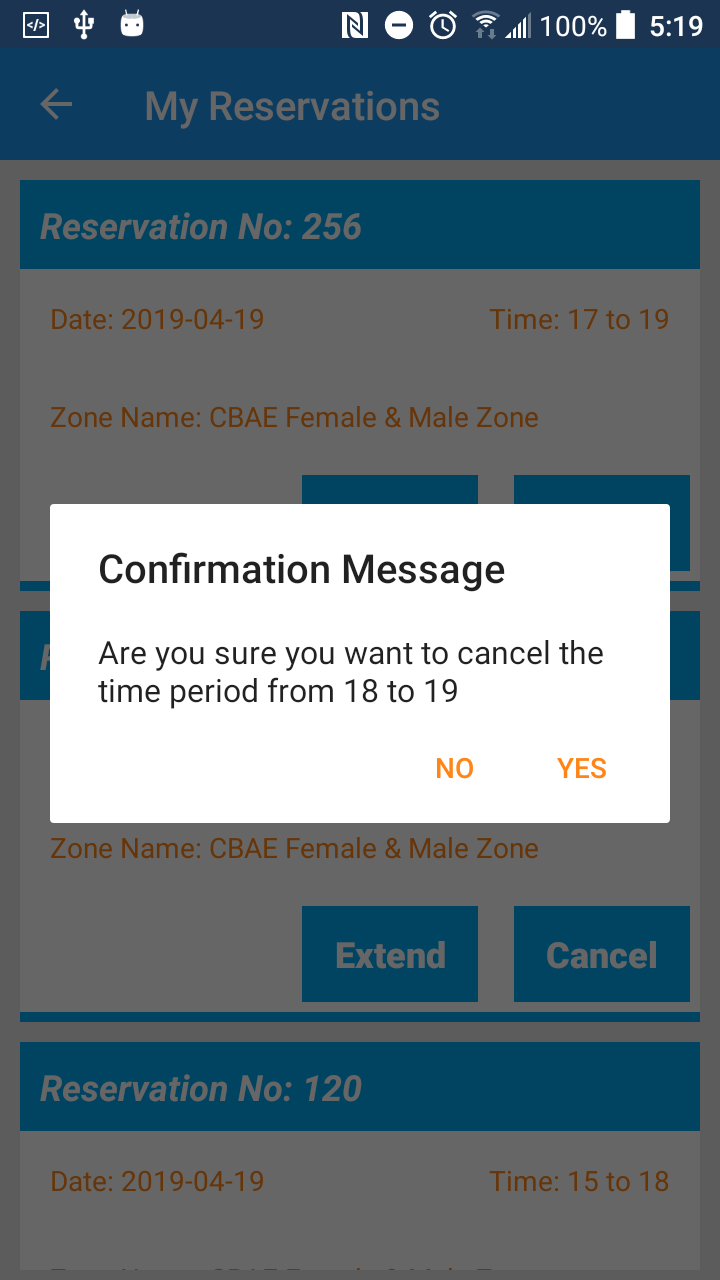 100% 5:19
My Reservations
Reservation No: 256
Date: 2019-04-19 Time: 17 to 19
Zone Name: CBAE Female & Male Zone
Confirmation Message
Are you sure you want to cancel the
time period from 18 to 19
NO YES
Zone Name: CBAE Female & Male Zone
Extend Cancel
Reservation No: 120
Date: 2019-04-19 Time: 15 to 18